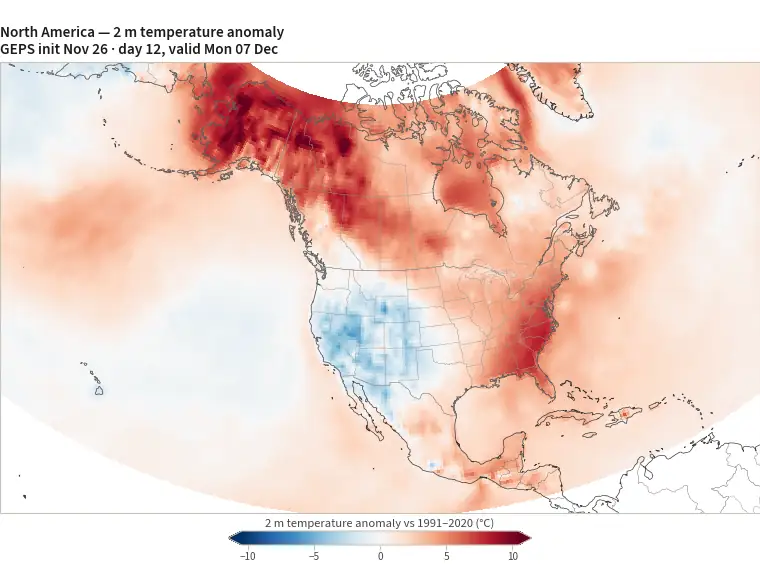 North America — 2 m temperature anomaly
GEPS init Nov 26 · day 12, valid Mon 07 Dec
2 m temperature anomaly vs 1991–2020 (°C)
−10 −5 0 5 10